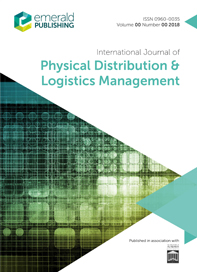 emerald
PUBLISHING
ISSN 0960-0035
Volume 00 Number 00 2018
International Journal of
Physical Distribution &
Logistics Management
Published in association with